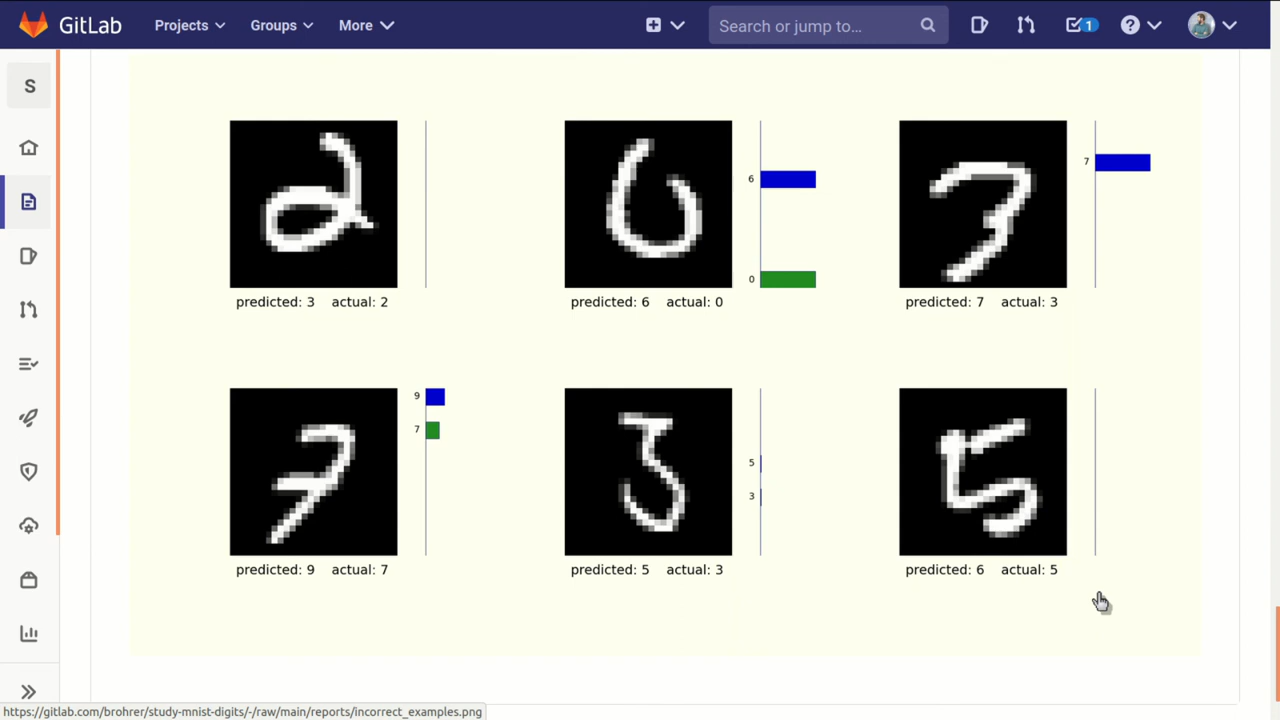 GitLab Projects Groups More Search or jump to... 1
S
6
0
7
predicted: 3 actual: 2 predicted: 6 actual: 0 predicted: 7 actual: 3
9
7
5
3
predicted: 9 actual: 7 predicted: 5 actual: 3 predicted: 6 actual: 5
https://gitlab.com/brohrer/study-mnist-digits/-/raw/main/reports/incorrect_examples.png